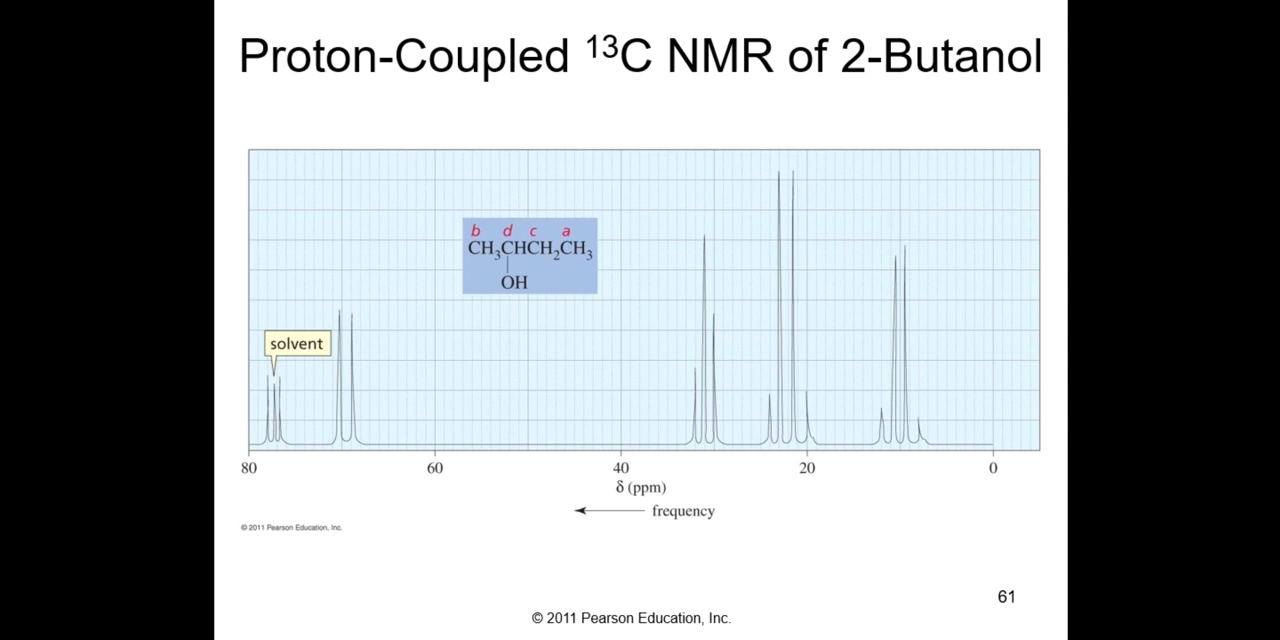 Proton-Coupled ¹³C NMR of 2-Butanol
b d c a
CH₃CHCH₂CH₃
OH
solvent
80 60 40 20 0
δ (ppm)
frequency
© 2011 Pearson Education, Inc.
61
© 2011 Pearson Education, Inc.